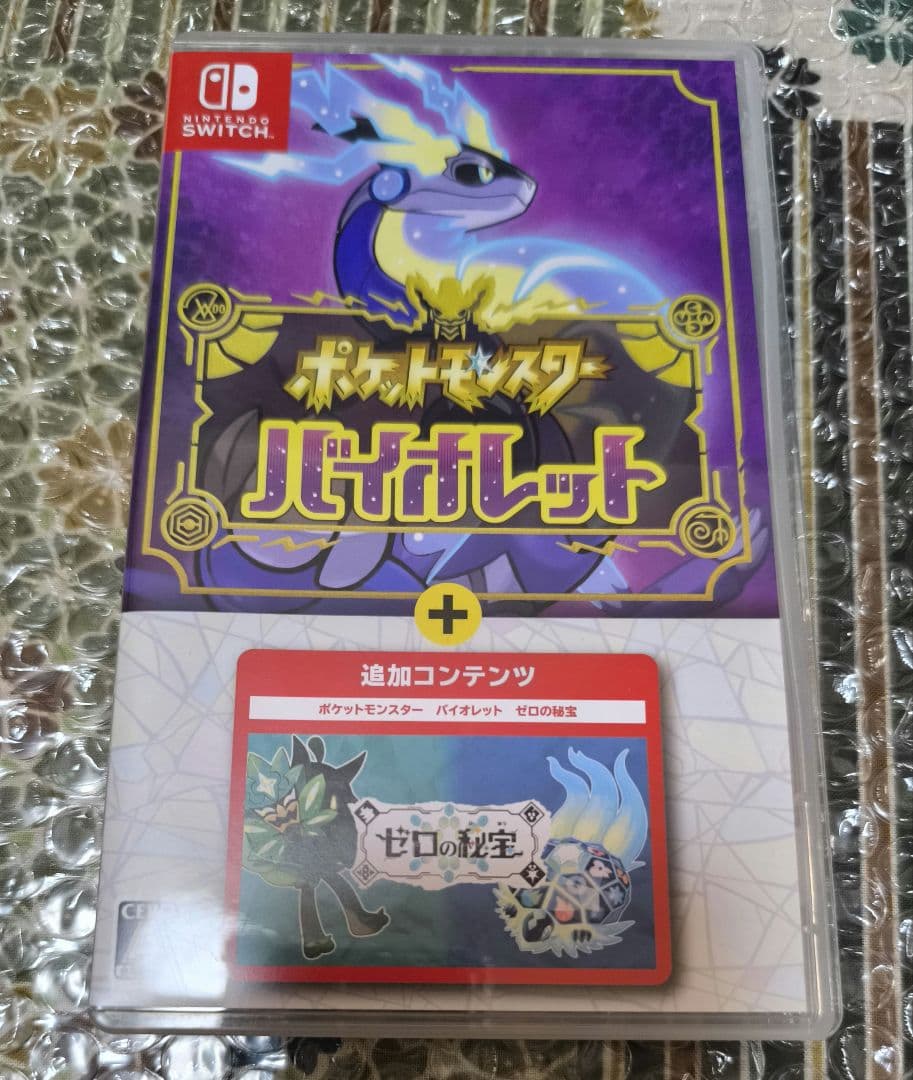 NINTENDO
SWITCH™
ポケットモンスター
バイオレット
+
追加コンテンツ
ポケットモンスター バイオレット ゼロの秘宝
ゼロの秘宝